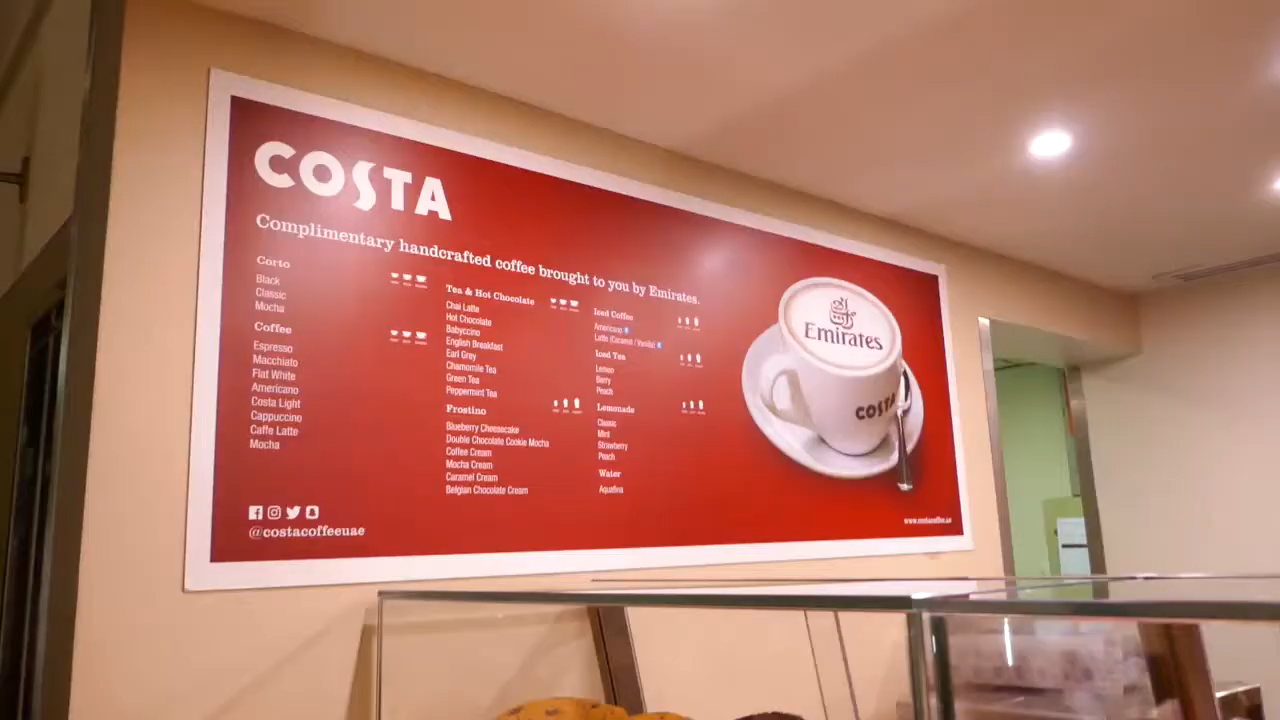 COSTA
Complimentary handcrafted coffee brought to you by Emirates.
Corto
Black
Classic
Mocha
Coffee
Espresso
Macchiato
Flat White
Americano
Costa Light
Cappuccino
Caffe Latte
Mocha
Tea & Hot Chocolate
Chai Latte
Hot Chocolate
Babyccino
English Breakfast
Earl Grey
Chamomile Tea
Green Tea
Peppermint Tea
Frostino
Blueberry Cheesecake
Double Chocolate Cookie Mocha
Coffee Cream
Mocha Cream
Caramel Cream
Belgian Chocolate Cream
Iced Coffee
Americano
Latte (Caramel / Vanilla)
Iced Tea
Lemon
Berry
Peach
Lemonade
Classic
Mint
Strawberry
Peach
Water
Aquafina
Emirates
COSTA
@costacoffeeuae
www.costacoffee.ae